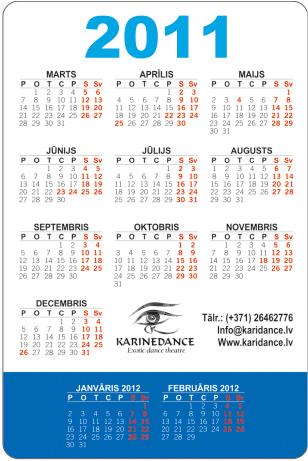 2011
MARTS
P O T C P S Sv
1 2 3 4 5 6
7 8 9 10 11 12 13
14 15 16 17 18 19 20
21 22 23 24 25 26 27
28 29 30 31
APRĪLIS
P O T C P S Sv
1 2 3
4 5 6 7 8 9 10
11 12 13 14 15 16 17
18 19 20 21 22 23 24
25 26 27 28 29 30
MAIJS
P O T C P S Sv
1
2 3 4 5 6 7 8
9 10 11 12 13 14 15
16 17 18 19 20 21 22
23 24 25 26 27 28 29
30 31
JŪNIJS
P O T C P S Sv
1 2 3 4 5
6 7 8 9 10 11 12
13 14 15 16 17 18 19
20 21 22 23 24 25 26
27 28 29 30
JŪLIJS
P O T C P S Sv
1 2 3
4 5 6 7 8 9 10
11 12 13 14 15 16 17
18 19 20 21 22 23 24
25 26 27 28 29 30 31
AUGUSTS
P O T C P S Sv
1 2 3 4 5 6 7
8 9 10 11 12 13 14
15 16 17 18 19 20 21
22 23 24 25 26 27 28
29 30 31
SEPTEMBRIS
P O T C P S Sv
1 2 3 4
5 6 7 8 9 10 11
12 13 14 15 16 17 18
19 20 21 22 23 24 25
26 27 28 29 30
OKTOBRIS
P O T C P S Sv
1 2
3 4 5 6 7 8 9
10 11 12 13 14 15 16
17 18 19 20 21 22 23
24 25 26 27 28 29 30
31
NOVEMBRIS
P O T C P S Sv
1 2 3 4 5 6
7 8 9 10 11 12 13
14 15 16 17 18 19 20
21 22 23 24 25 26 27
28 29 30
DECEMBRIS
P O T C P S Sv
1 2 3 4
5 6 7 8 9 10 11
12 13 14 15 16 17 18
19 20 21 22 23 24 25
26 27 28 29 30 31
KARINEDANCE
Exotic dance theatre
Tālr.: (+371) 26462776
Info@karidance.lv
Www.karidance.lv
JANVĀRIS 2012
P O T C P S Sv
1
2 3 4 5 6 7 8
9 10 11 12 13 14 15
16 17 18 19 20 21 22
23 24 25 26 27 28 29
30 31
FEBRUĀRIS 2012
P O T C P S Sv
1 2 3 4 5
6 7 8 9 10 11 12
13 14 15 16 17 18 19
20 21 22 23 24 25 26
27 28 29